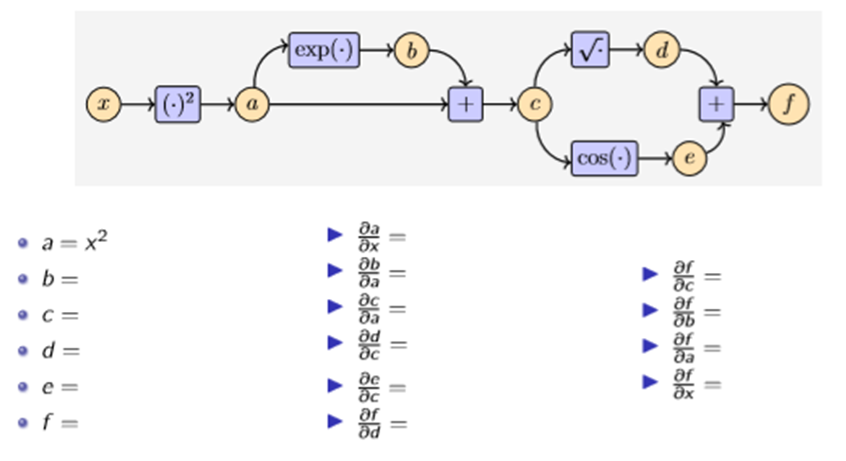 exp(·) b √· d
x (·)² a + c + f
cos(·) e
a = x²
b =
c =
d =
e =
f =
∂a/∂x =
∂b/∂a =
∂c/∂a =
∂d/∂c =
∂e/∂c =
∂f/∂d =
∂f/∂c =
∂f/∂b =
∂f/∂a =
∂f/∂x =